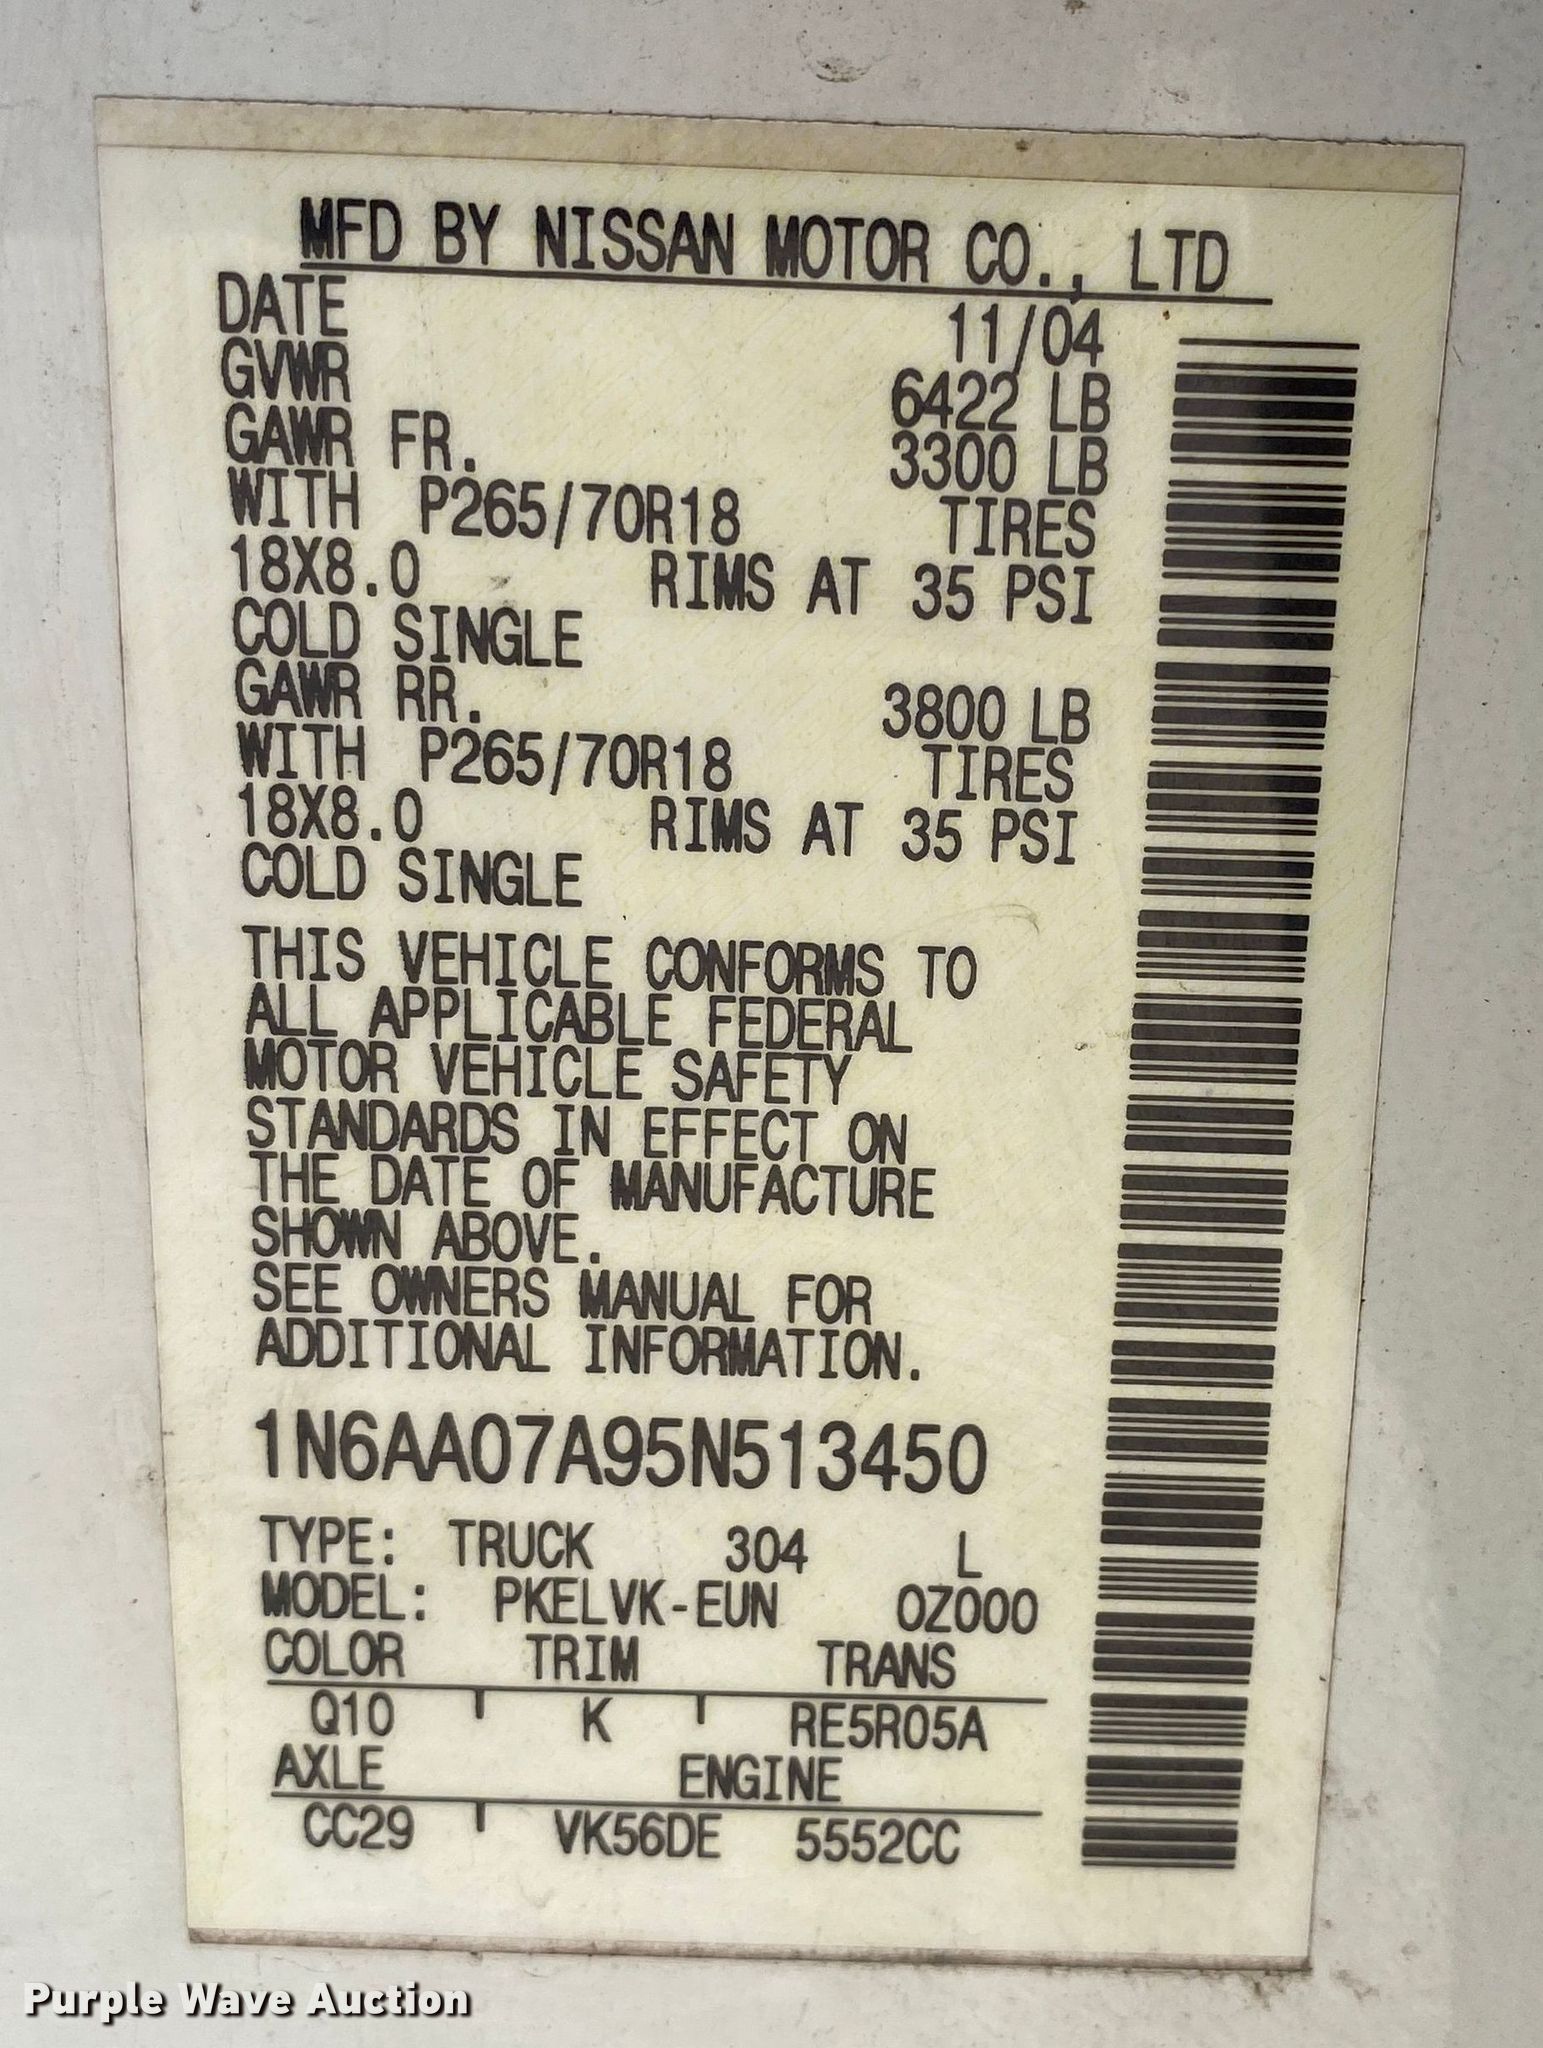 MFD BY NISSAN MOTOR CO., LTD
DATE 11/04
GVWR 6422 LB
GAWR FR. 3300 LB
WITH P265/70R18 TIRES
18X8.0 RIMS AT 35 PSI
COLD SINGLE
GAWR RR. 3800 LB
WITH P265/70R18 TIRES
18X8.0 RIMS AT 35 PSI
COLD SINGLE
THIS VEHICLE CONFORMS TO
ALL APPLICABLE FEDERAL
MOTOR VEHICLE SAFETY
STANDARDS IN EFFECT ON
THE DATE OF MANUFACTURE
SHOWN ABOVE.
SEE OWNERS MANUAL FOR
ADDITIONAL INFORMATION.
1N6AA07A95N513450
TYPE: TRUCK 304 L
MODEL: PKELVK-EUN 0Z000
COLOR TRIM TRANS
Q10 K RE5R05A
AXLE ENGINE
CC29 VK56DE 5552CC
Purple Wave Auction